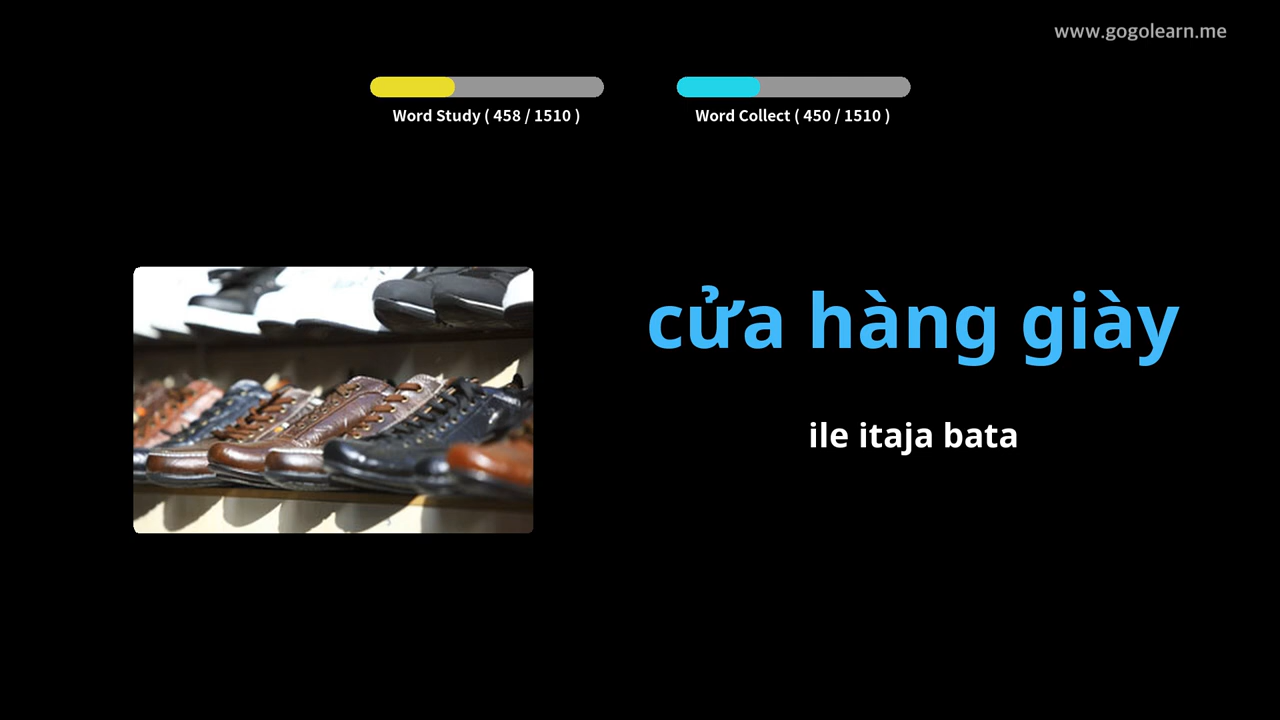 www.gogolearn.me
Word Study ( 458 / 1510 )
Word Collect ( 450 / 1510 )
cửa hàng giày
ile itaja bata